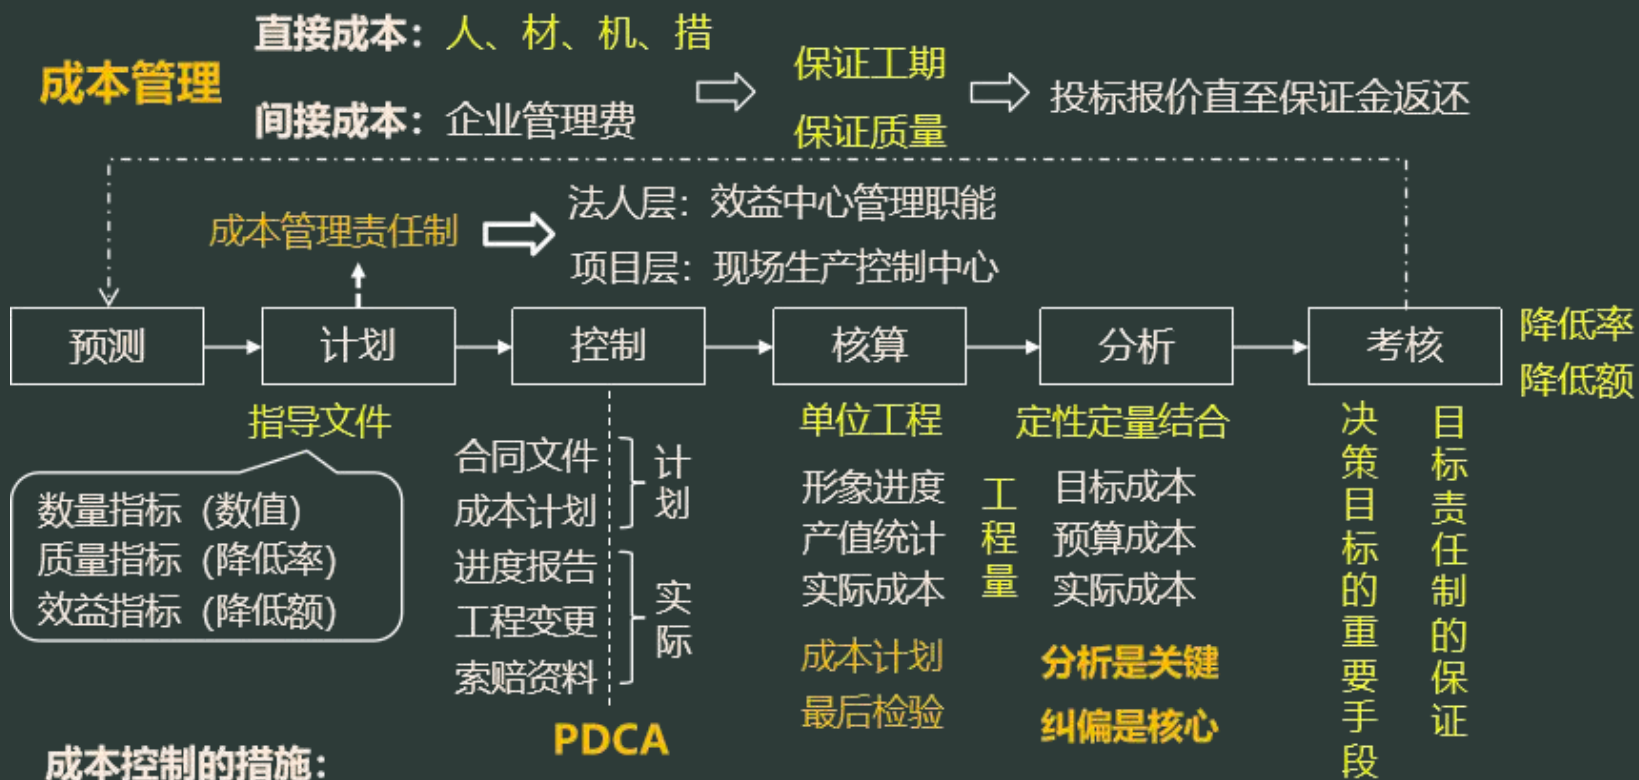 成本管理
直接成本：人、材、机、措
间接成本：企业管理费
保证工期
保证质量
投标报价直至保证金返还
成本管理责任制
法人层：效益中心管理职能
项目层：现场生产控制中心
预测
计划
控制
核算
分析
考核
降低率
降低额
指导文件
数量指标（数值）
质量指标（降低率）
效益指标（降低额）
合同文件
成本计划
计划
进度报告
工程变更
索赔资料
实际
PDCA
单位工程
形象进度
产值统计
实际成本
工程量
成本计划
最后检验
定性定量结合
目标成本
预算成本
实际成本
分析是关键
纠偏是核心
决策目标的重要手段
目标责任制的保证
成本控制的措施：